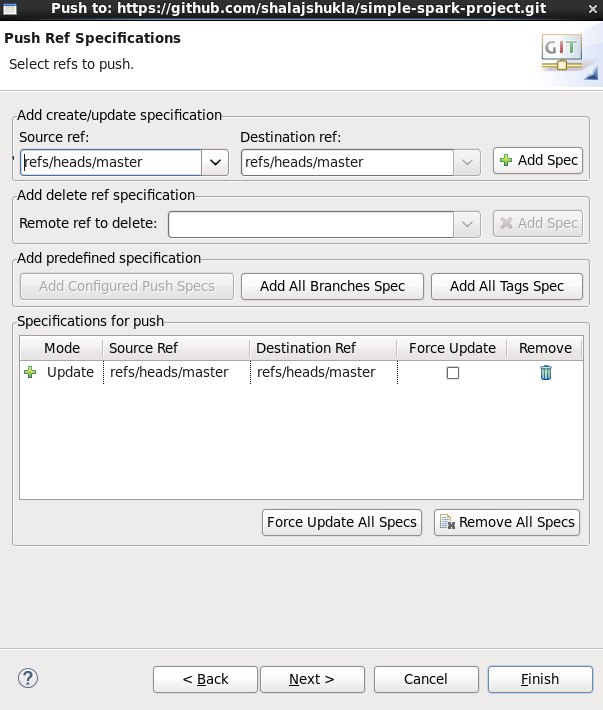 Push to: https://github.com/shalajshukla/simple-spark-project.git
Push Ref Specifications
Select refs to push.
GIT
Add create/update specification
Source ref: Destination ref:
refs/heads/master refs/heads/master Add Spec
Add delete ref specification
Remote ref to delete: Add Spec
Add predefined specification
Add Configured Push Specs Add All Branches Spec Add All Tags Spec
Specifications for push
Mode Source Ref Destination Ref Force Update Remove
Update refs/heads/master refs/heads/master
Force Update All Specs Remove All Specs
? < Back Next > Cancel Finish